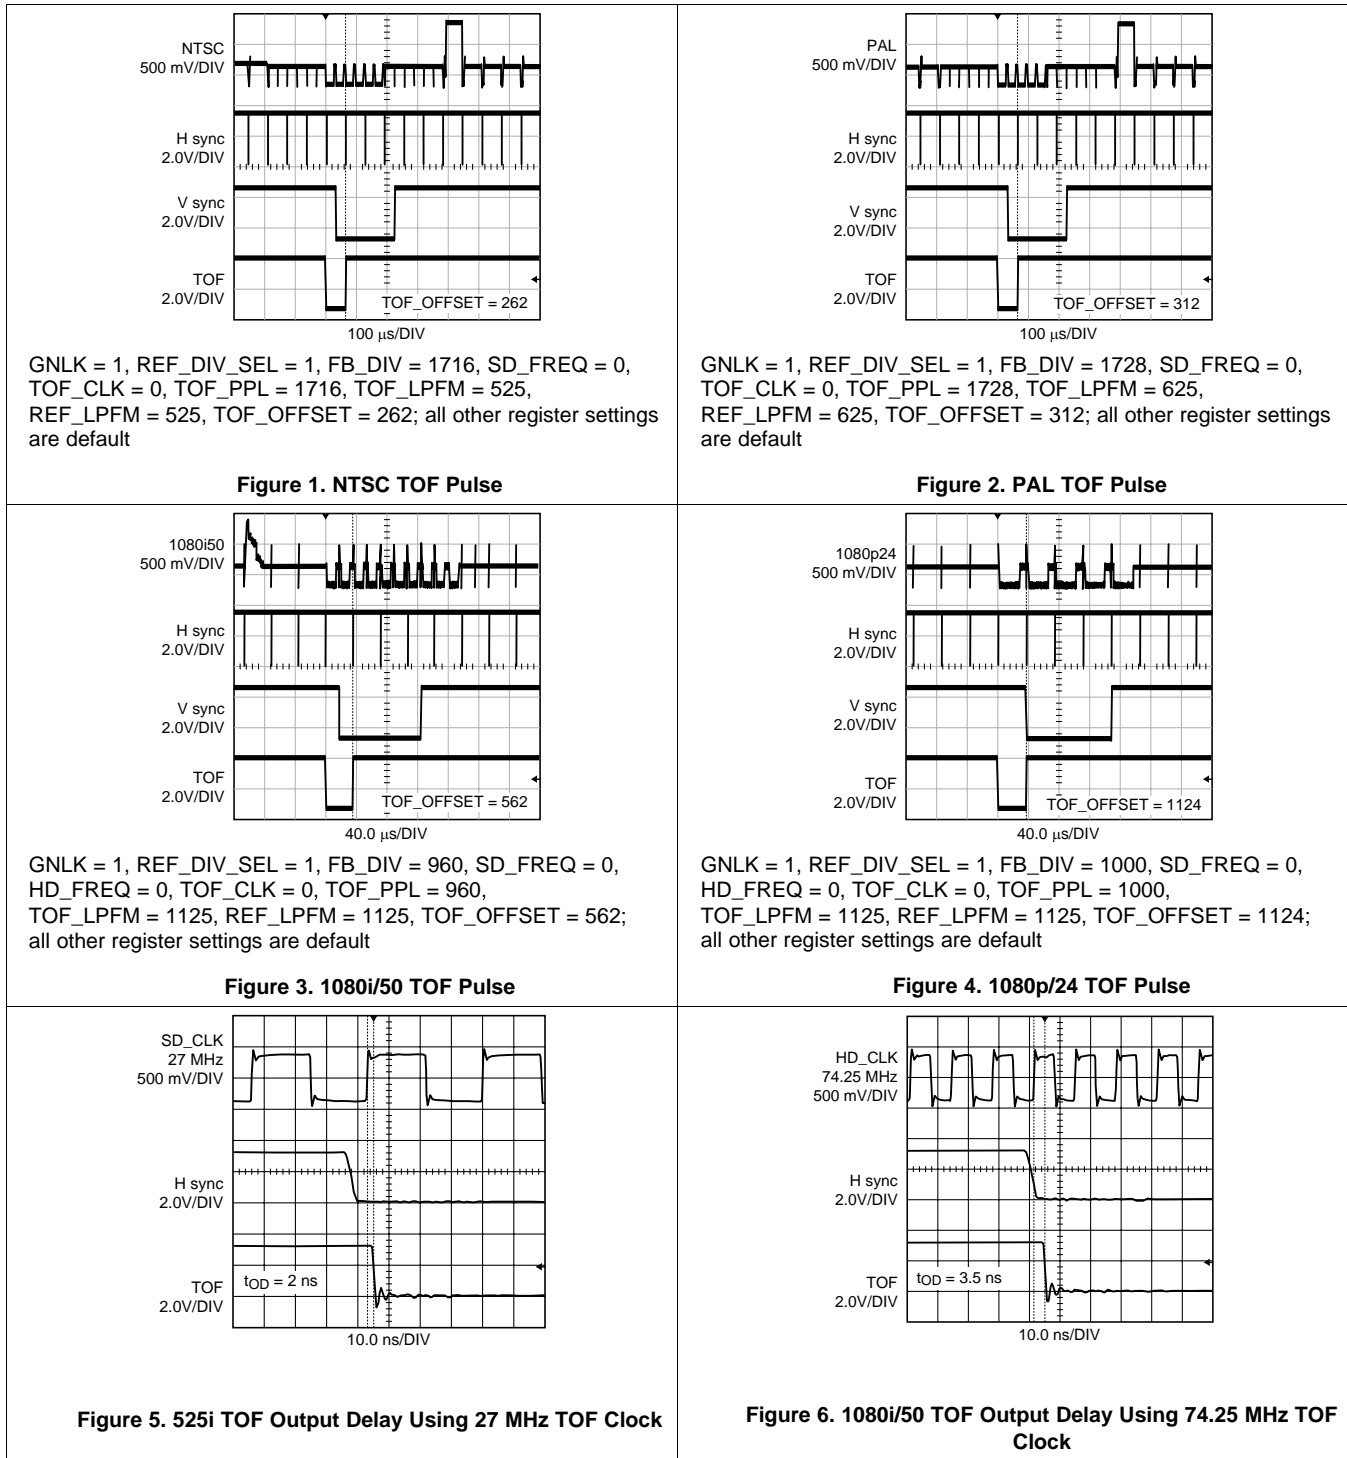 NTSC
500 mV/DIV
H sync
2.0V/DIV
V sync
2.0V/DIV
TOF
2.0V/DIV
TOF_OFFSET = 262
100 µs/DIV
GNLK = 1, REF_DIV_SEL = 1, FB_DIV = 1716, SD_FREQ = 0,
TOF_CLK = 0, TOF_PPL = 1716, TOF_LPFM = 525,
REF_LPFM = 525, TOF_OFFSET = 262; all other register settings
are default
Figure 1. NTSC TOF Pulse
PAL
500 mV/DIV
H sync
2.0V/DIV
V sync
2.0V/DIV
TOF
2.0V/DIV
TOF_OFFSET = 312
100 µs/DIV
GNLK = 1, REF_DIV_SEL = 1, FB_DIV = 1728, SD_FREQ = 0,
TOF_CLK = 0, TOF_PPL = 1728, TOF_LPFM = 625,
REF_LPFM = 625, TOF_OFFSET = 312; all other register settings
are default
Figure 2. PAL TOF Pulse
1080i50
500 mV/DIV
H sync
2.0V/DIV
V sync
2.0V/DIV
TOF
2.0V/DIV
TOF_OFFSET = 562
40.0 µs/DIV
GNLK = 1, REF_DIV_SEL = 1, FB_DIV = 960, SD_FREQ = 0,
HD_FREQ = 0, TOF_CLK = 0, TOF_PPL = 960,
TOF_LPFM = 1125, REF_LPFM = 1125, TOF_OFFSET = 562;
all other register settings are default
Figure 3. 1080i/50 TOF Pulse
1080p24
500 mV/DIV
H sync
2.0V/DIV
V sync
2.0V/DIV
TOF
2.0V/DIV
TOF_OFFSET = 1124
40.0 µs/DIV
GNLK = 1, REF_DIV_SEL = 1, FB_DIV = 1000, SD_FREQ = 0,
HD_FREQ = 0, TOF_CLK = 0, TOF_PPL = 1000,
TOF_LPFM = 1125, REF_LPFM = 1125, TOF_OFFSET = 1124;
all other register settings are default
Figure 4. 1080p/24 TOF Pulse
SD_CLK
27 MHz
500 mV/DIV
H sync
2.0V/DIV
tOD = 2 ns
TOF
2.0V/DIV
10.0 ns/DIV
Figure 5. 525i TOF Output Delay Using 27 MHz TOF Clock
HD_CLK
74.25 MHz
500 mV/DIV
H sync
2.0V/DIV
tOD = 3.5 ns
TOF
2.0V/DIV
10.0 ns/DIV
Figure 6. 1080i/50 TOF Output Delay Using 74.25 MHz TOF
Clock